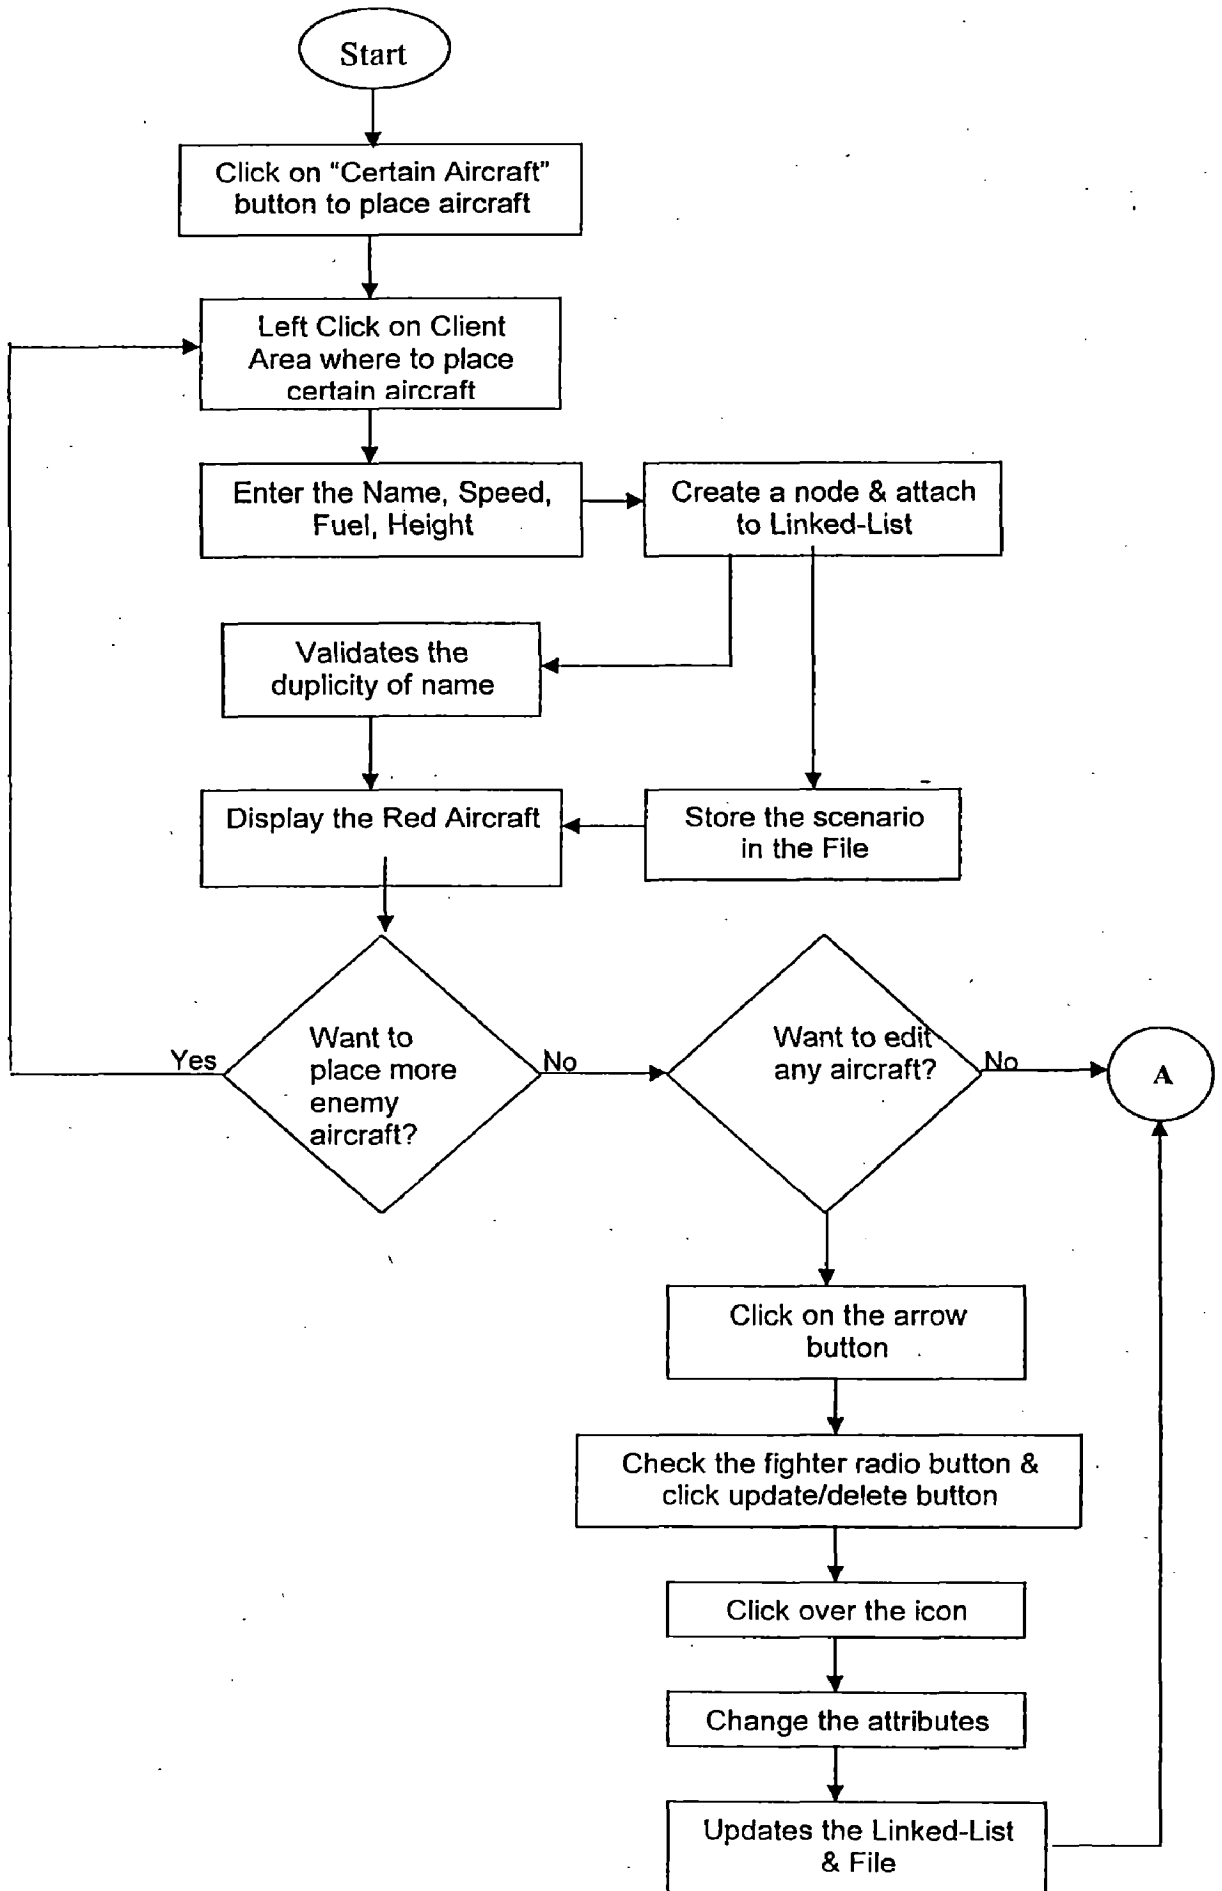 Start
Click on "Certain Aircraft"
button to place aircraft
Left Click on Client
Area where to place
certain aircraft
Enter the Name, Speed,
Fuel, Height
Create a node & attach
to Linked-List
Validates the
duplicity of name
Display the Red Aircraft
Store the scenario
in the File
Want to
place more
enemy
aircraft?
Yes
No
Want to edit
any aircraft?
No
A
Click on the arrow
button
Check the fighter radio button &
click update/delete button
Click over the icon
Change the attributes
Updates the Linked-List
& File